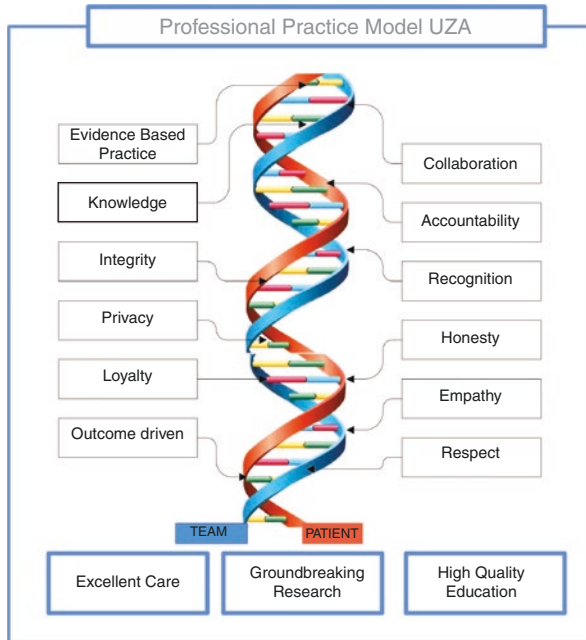 Professional Practice Model UZA
Evidence Based
Practice
Knowledge
Integrity
Privacy
Loyalty
Outcome driven
Collaboration
Accountability
Recognition
Honesty
Empathy
Respect
TEAM
PATIENT
Excellent Care
Groundbreaking
Research
High Quality
Education